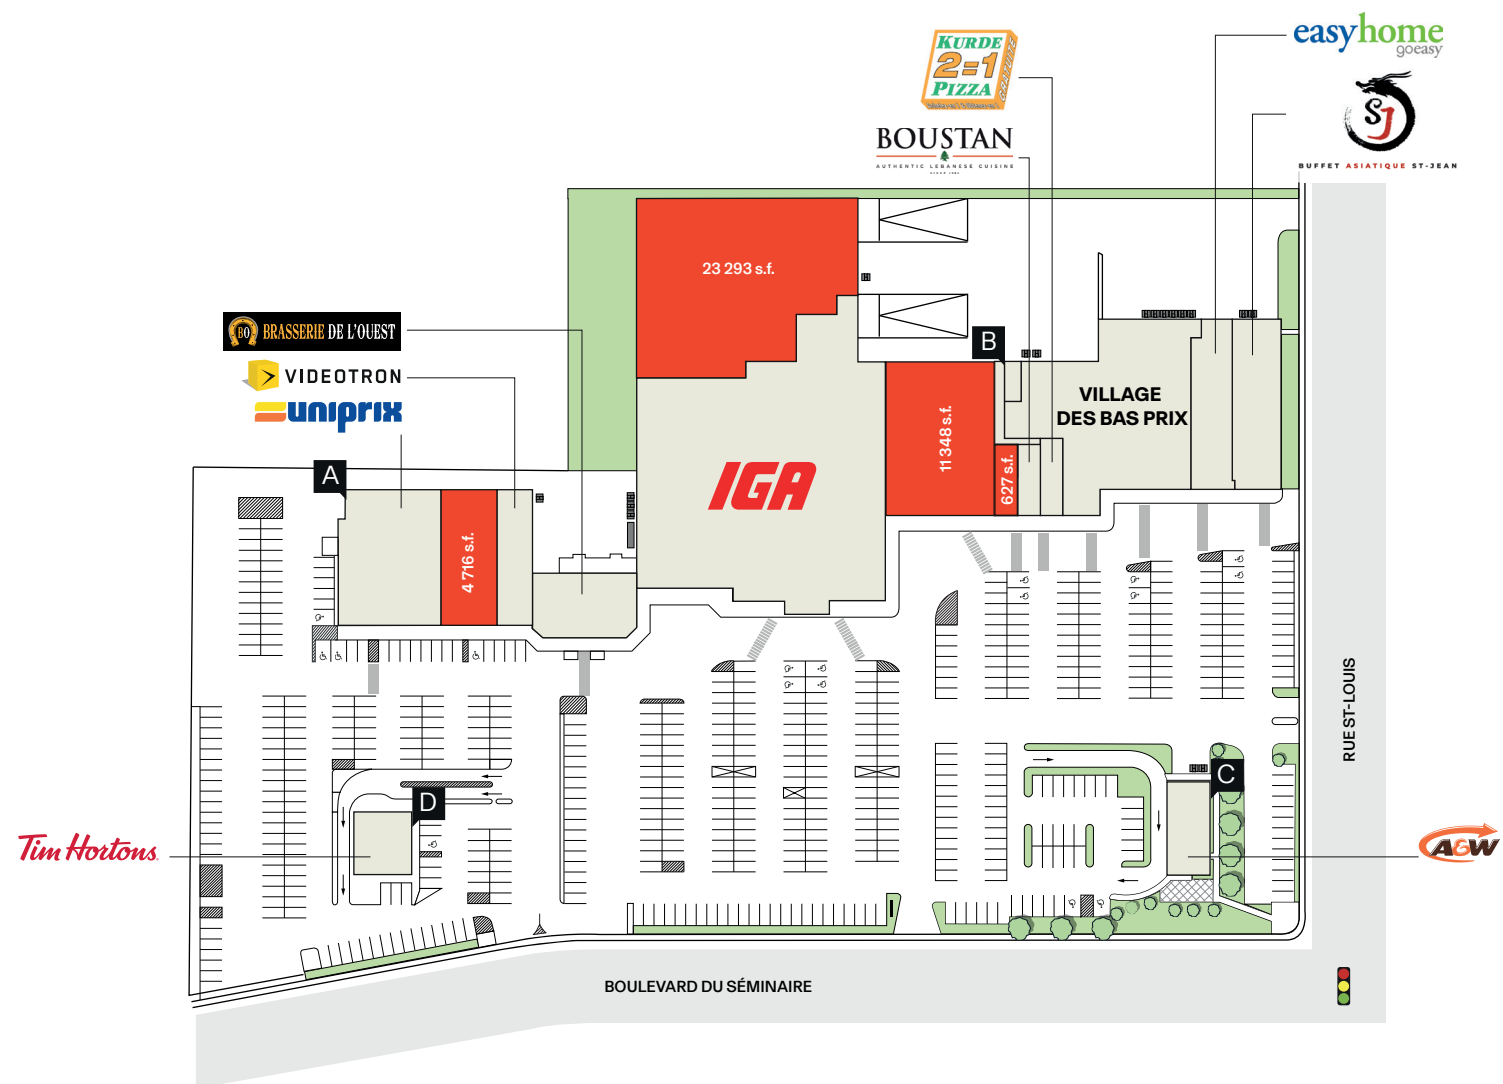 easyhome
goeasy
KURDE
2=1
PIZZA
GRATUITE
SJ
BUFFET ASIATIQUE ST-JEAN
BOUSTAN
AUTHENTIC LEBANESE CUISINE
23 293 s.f.
BO BRASSERIE DE L'OUEST
VIDEOTRON
uniprix
B
VILLAGE
DES BAS PRIX
11 348 s.f.
627 s.f.
A
IGA
4 716 s.f.
RUE ST-LOUIS
C
D
Tim Hortons
A&W
BOULEVARD DU SÉMINAIRE